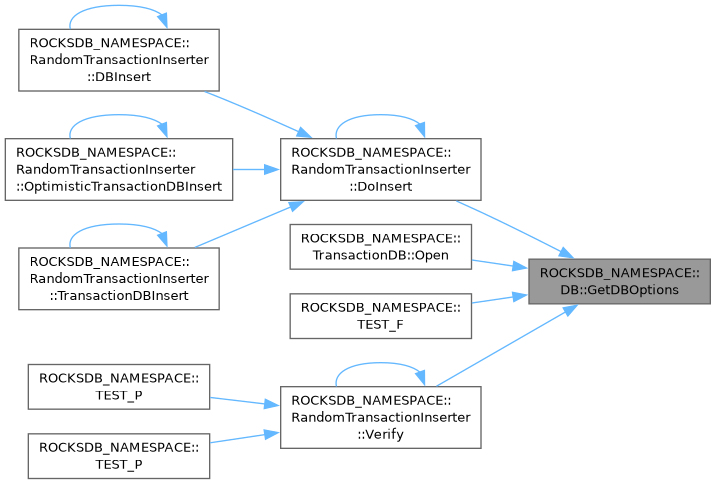 ROCKSDB_NAMESPACE::
RandomTransactionInserter
::DBInsert
ROCKSDB_NAMESPACE::
RandomTransactionInserter
::OptimisticTransactionDBInsert
ROCKSDB_NAMESPACE::
RandomTransactionInserter
::DoInsert
ROCKSDB_NAMESPACE::
RandomTransactionInserter
::TransactionDBInsert
ROCKSDB_NAMESPACE::
TransactionDB::Open
ROCKSDB_NAMESPACE::
DB::GetDBOptions
ROCKSDB_NAMESPACE::
TEST_F
ROCKSDB_NAMESPACE::
TEST_P
ROCKSDB_NAMESPACE::
RandomTransactionInserter
::Verify
ROCKSDB_NAMESPACE::
TEST_P